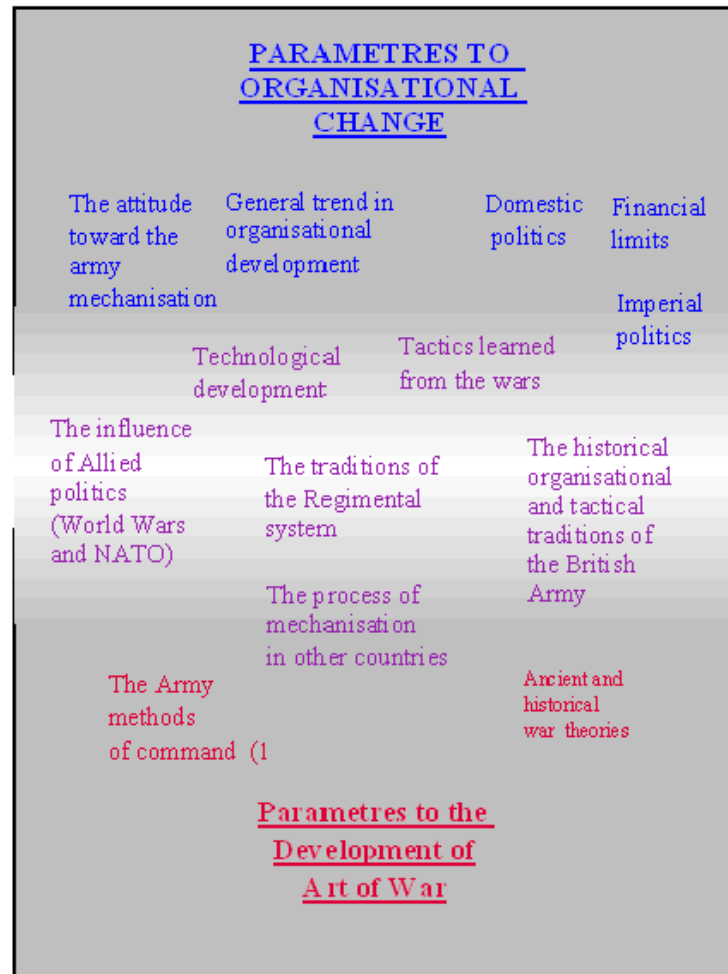 PARAMETRES TO
ORGANISATIONAL
CHANGE
The attitude
toward the
army
mechanisation
General trend in
organisational
development
Domestic
politics
Financial
limits
Imperial
politics
Technological
development
Tactics learned
from the wars
The influence
of Allied
politics
(World Wars
and NATO)
The traditions of
the Regimental
system
The historical
organisational
and tactical
traditions of
the British
Army
The process of
mechanisation
in other countries
The Army
methods
of command (1
Ancient and
historical
war theories
Parametres to the
Development of
Art of War